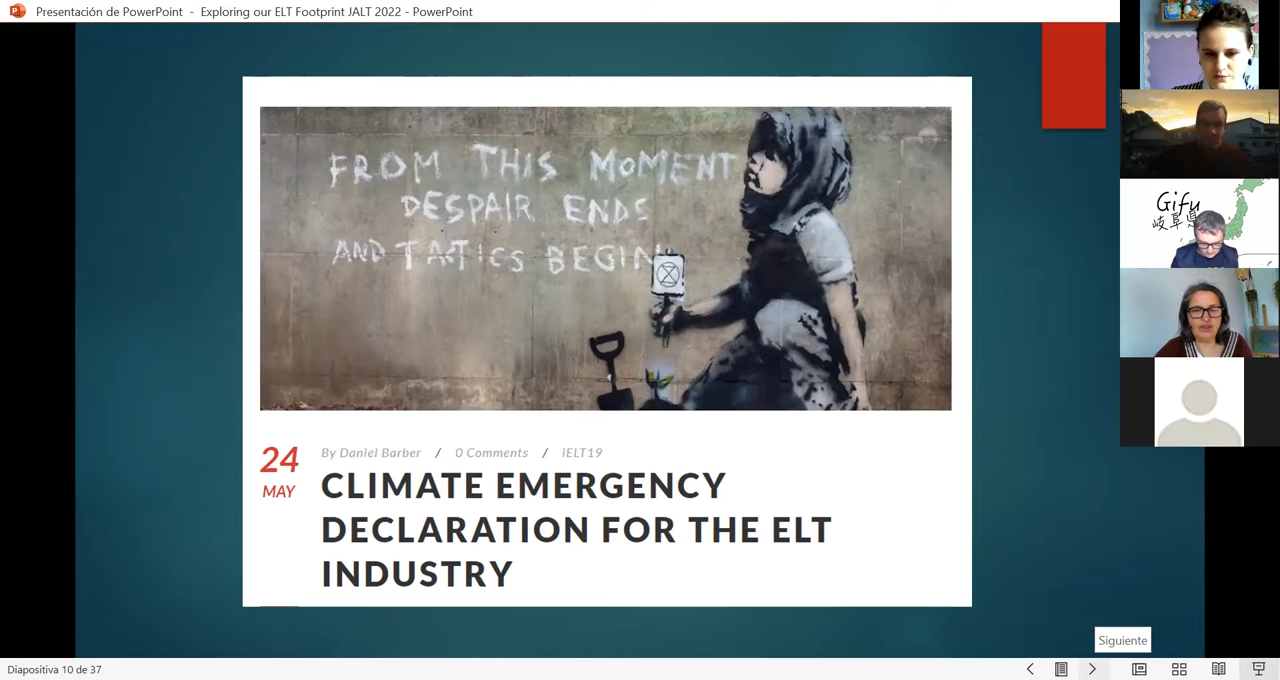 Presentación de PowerPoint - Exploring our ELT Footprint JALT 2022 - PowerPoint
FROM THIS MOMENT
DESPAIR ENDS
AND TACTICS BEGIN
24
MAY
By Daniel Barber / 0 Comments / iELT19
CLIMATE EMERGENCY
DECLARATION FOR THE ELT
INDUSTRY
Gifu
岐阜県
Siguiente
Diapositiva 10 de 37